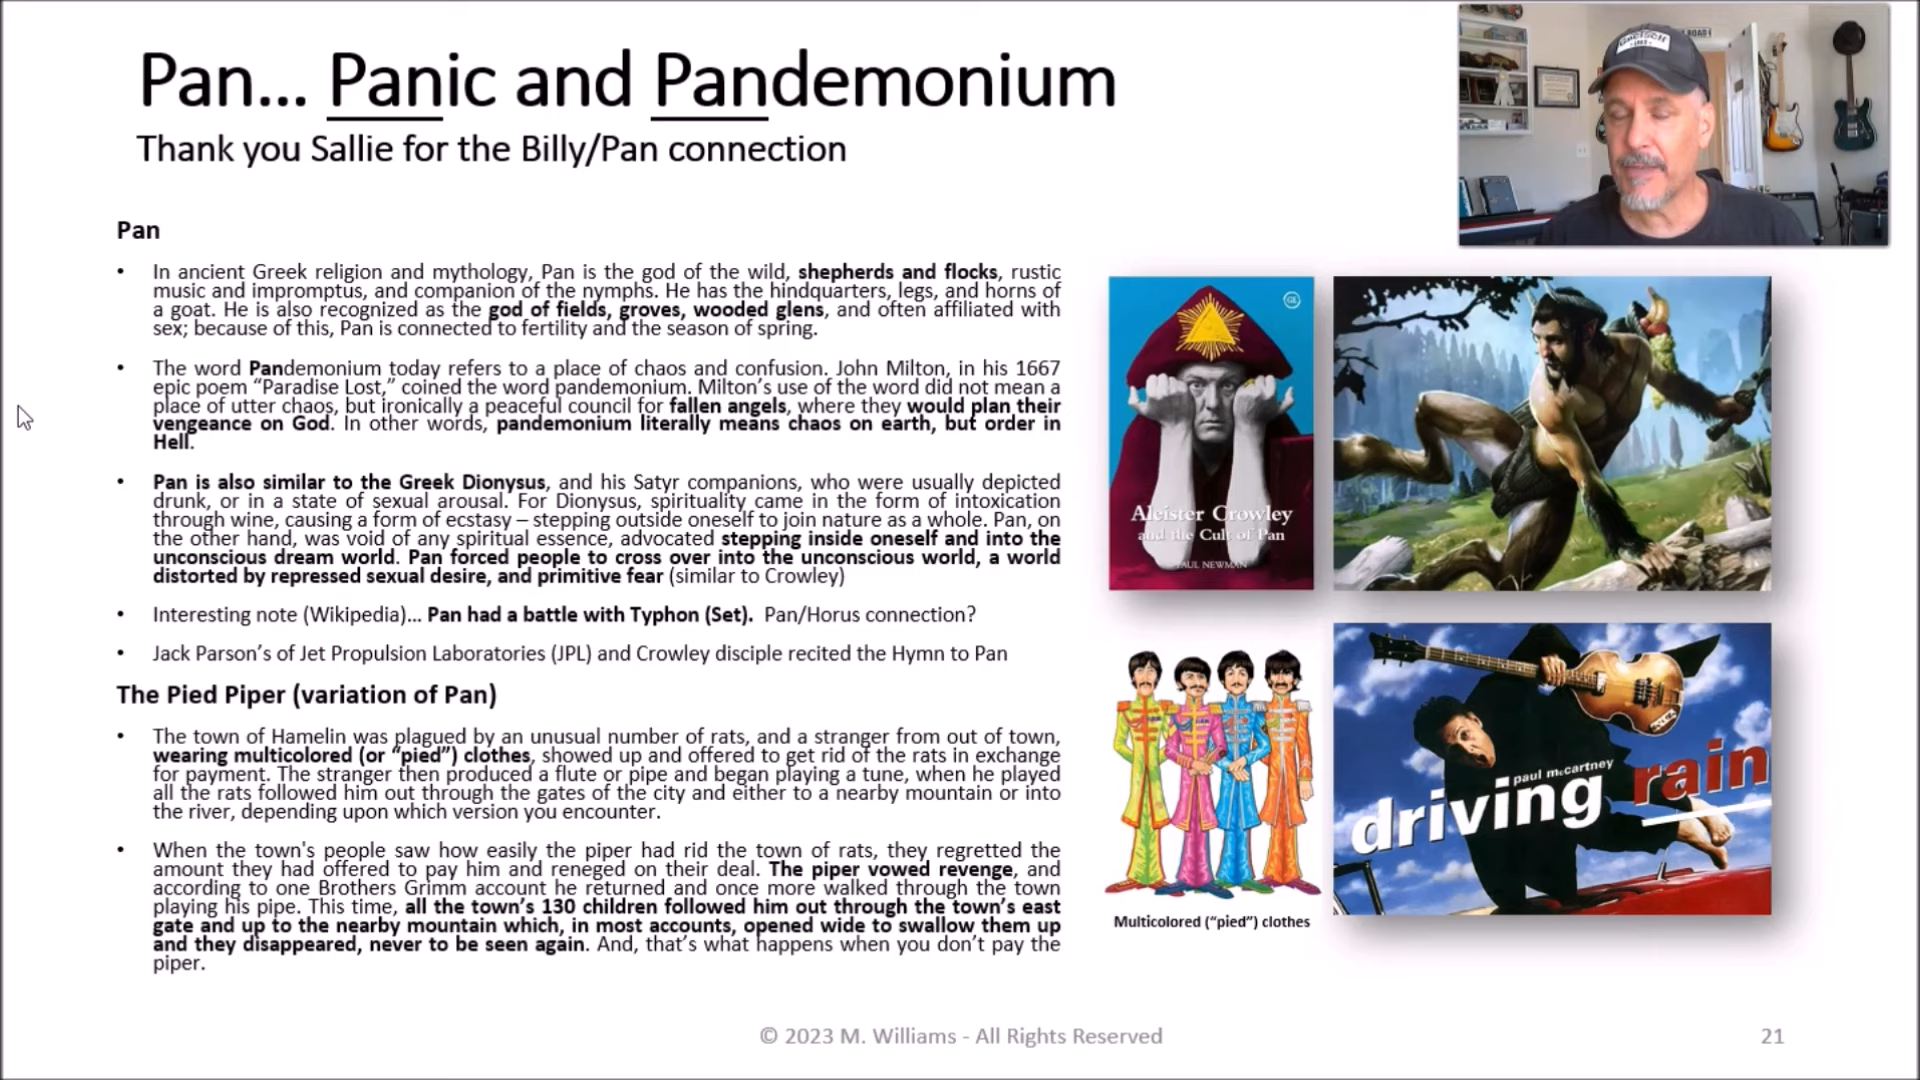 Pan... Panic and Pandemonium
Thank you Sallie for the Billy/Pan connection
Pan
• In ancient Greek religion and mythology, Pan is the god of the wild, shepherds and flocks, rustic
music and impromptus, and companion of the nymphs. He has the hindquarters, legs, and horns of
a goat. He is also recognized as the god of fields, groves, wooded glens, and often affiliated with
sex; because of this, Pan is connected to fertility and the season of spring.
• The word Pandemonium today refers to a place of chaos and confusion. John Milton, in his 1667
epic poem “Paradise Lost,” coined the word pandemonium. Milton’s use of the word did not mean a
place of utter chaos, but ironically a peaceful council for fallen angels, where they would plan their
vengeance on God. In other words, pandemonium literally means chaos on earth, but order in
Hell.
• Pan is also similar to the Greek Dionysus, and his Satyr companions, who were usually depicted
drunk, or in a state of sexual arousal. For Dionysus, spirituality came in the form of intoxication
through wine, causing a form of ecstasy – stepping outside oneself to join nature as a whole. Pan, on
the other hand, was void of any spiritual essence, advocated stepping inside oneself and into the
unconscious dream world. Pan forced people to cross over into the unconscious world, a world
distorted by repressed sexual desire, and primitive fear (similar to Crowley)
• Interesting note (Wikipedia)... Pan had a battle with Typhon (Set). Pan/Horus connection?
• Jack Parson’s of Jet Propulsion Laboratories (JPL) and Crowley disciple recited the Hymn to Pan
The Pied Piper (variation of Pan)
• The town of Hamelin was plagued by an unusual number of rats, and a stranger from out of town,
wearing multicolored (or “pied”) clothes, showed up and offered to get rid of the rats in exchange
for payment. The stranger then produced a flute or pipe and began playing a tune, when he played
all the rats followed him out through the gates of the city and either to a nearby mountain or into
the river, depending upon which version you encounter.
• When the town's people saw how easily the piper had rid the town of rats, they regretted the
amount they had offered to pay him and reneged on their deal. The piper vowed revenge, and
according to one Brothers Grimm account he returned and once more walked through the town
playing his pipe. This time, all the town’s 130 children followed him out through the town’s east
gate and up to the nearby mountain which, in most accounts, opened wide to swallow them up
and they disappeared, never to be seen again. And, that’s what happens when you don’t pay the
piper.
Aleister Crowley
and the Cult of Pan
PAUL NEWMAN
paul mccartney
driving rain
Multicolored (“pied”) clothes
GRETSCH
© 2023 M. Williams - All Rights Reserved
21